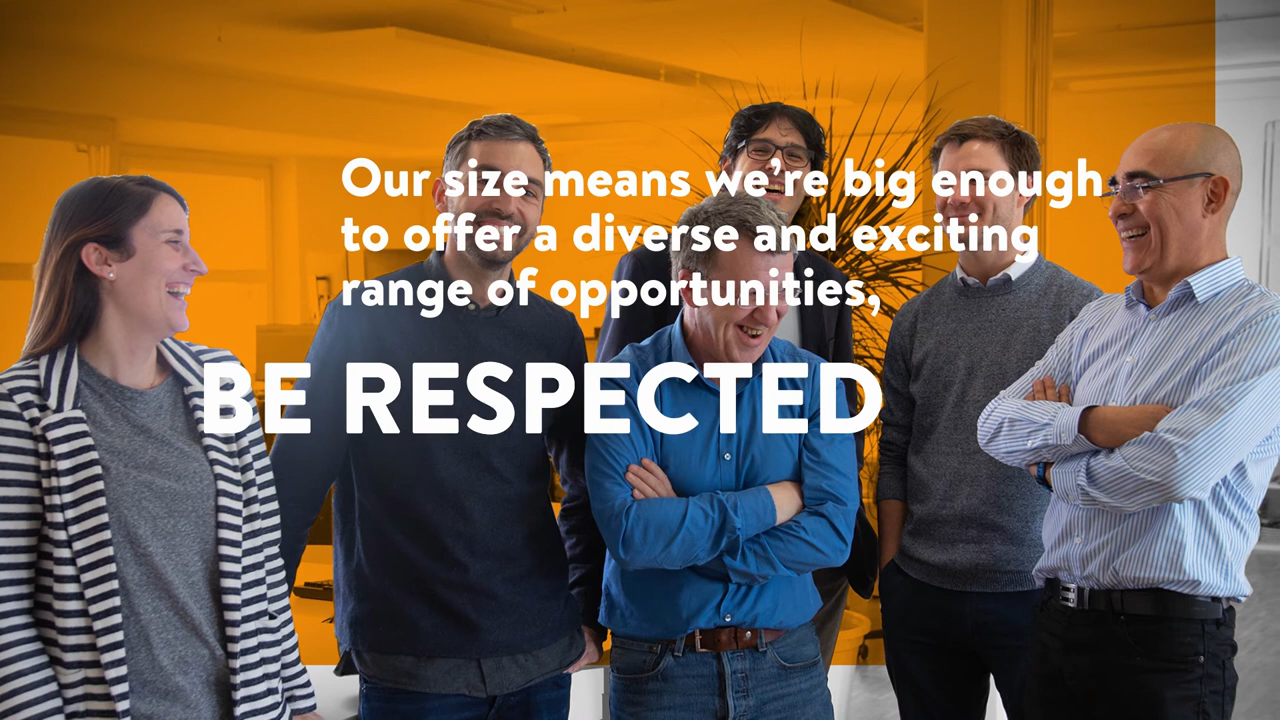 Our size means we're big enough
to offer a diverse and exciting
range of opportunities,
BE RESPECTED